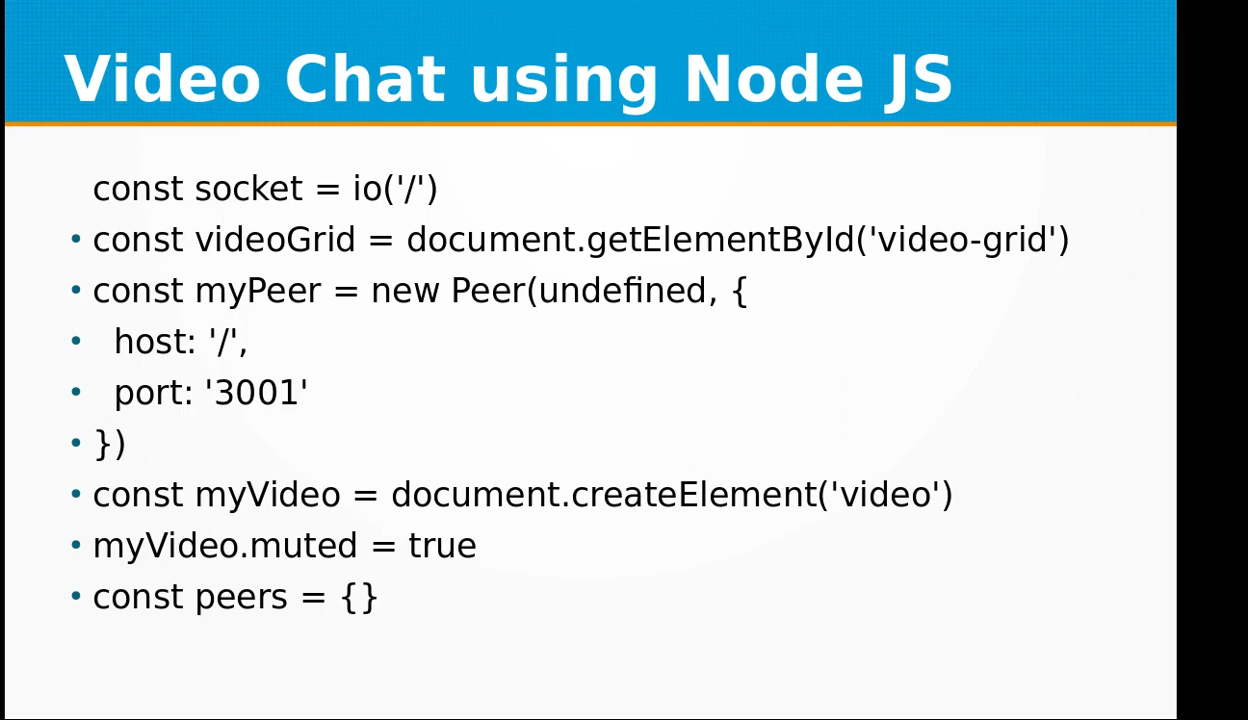 Video Chat using Node JS
const socket = io('/')
• const videoGrid = document.getElementById('video-grid')
• const myPeer = new Peer(undefined, {
•   host: '/',
•   port: '3001'
• })
• const myVideo = document.createElement('video')
• myVideo.muted = true
• const peers = {}